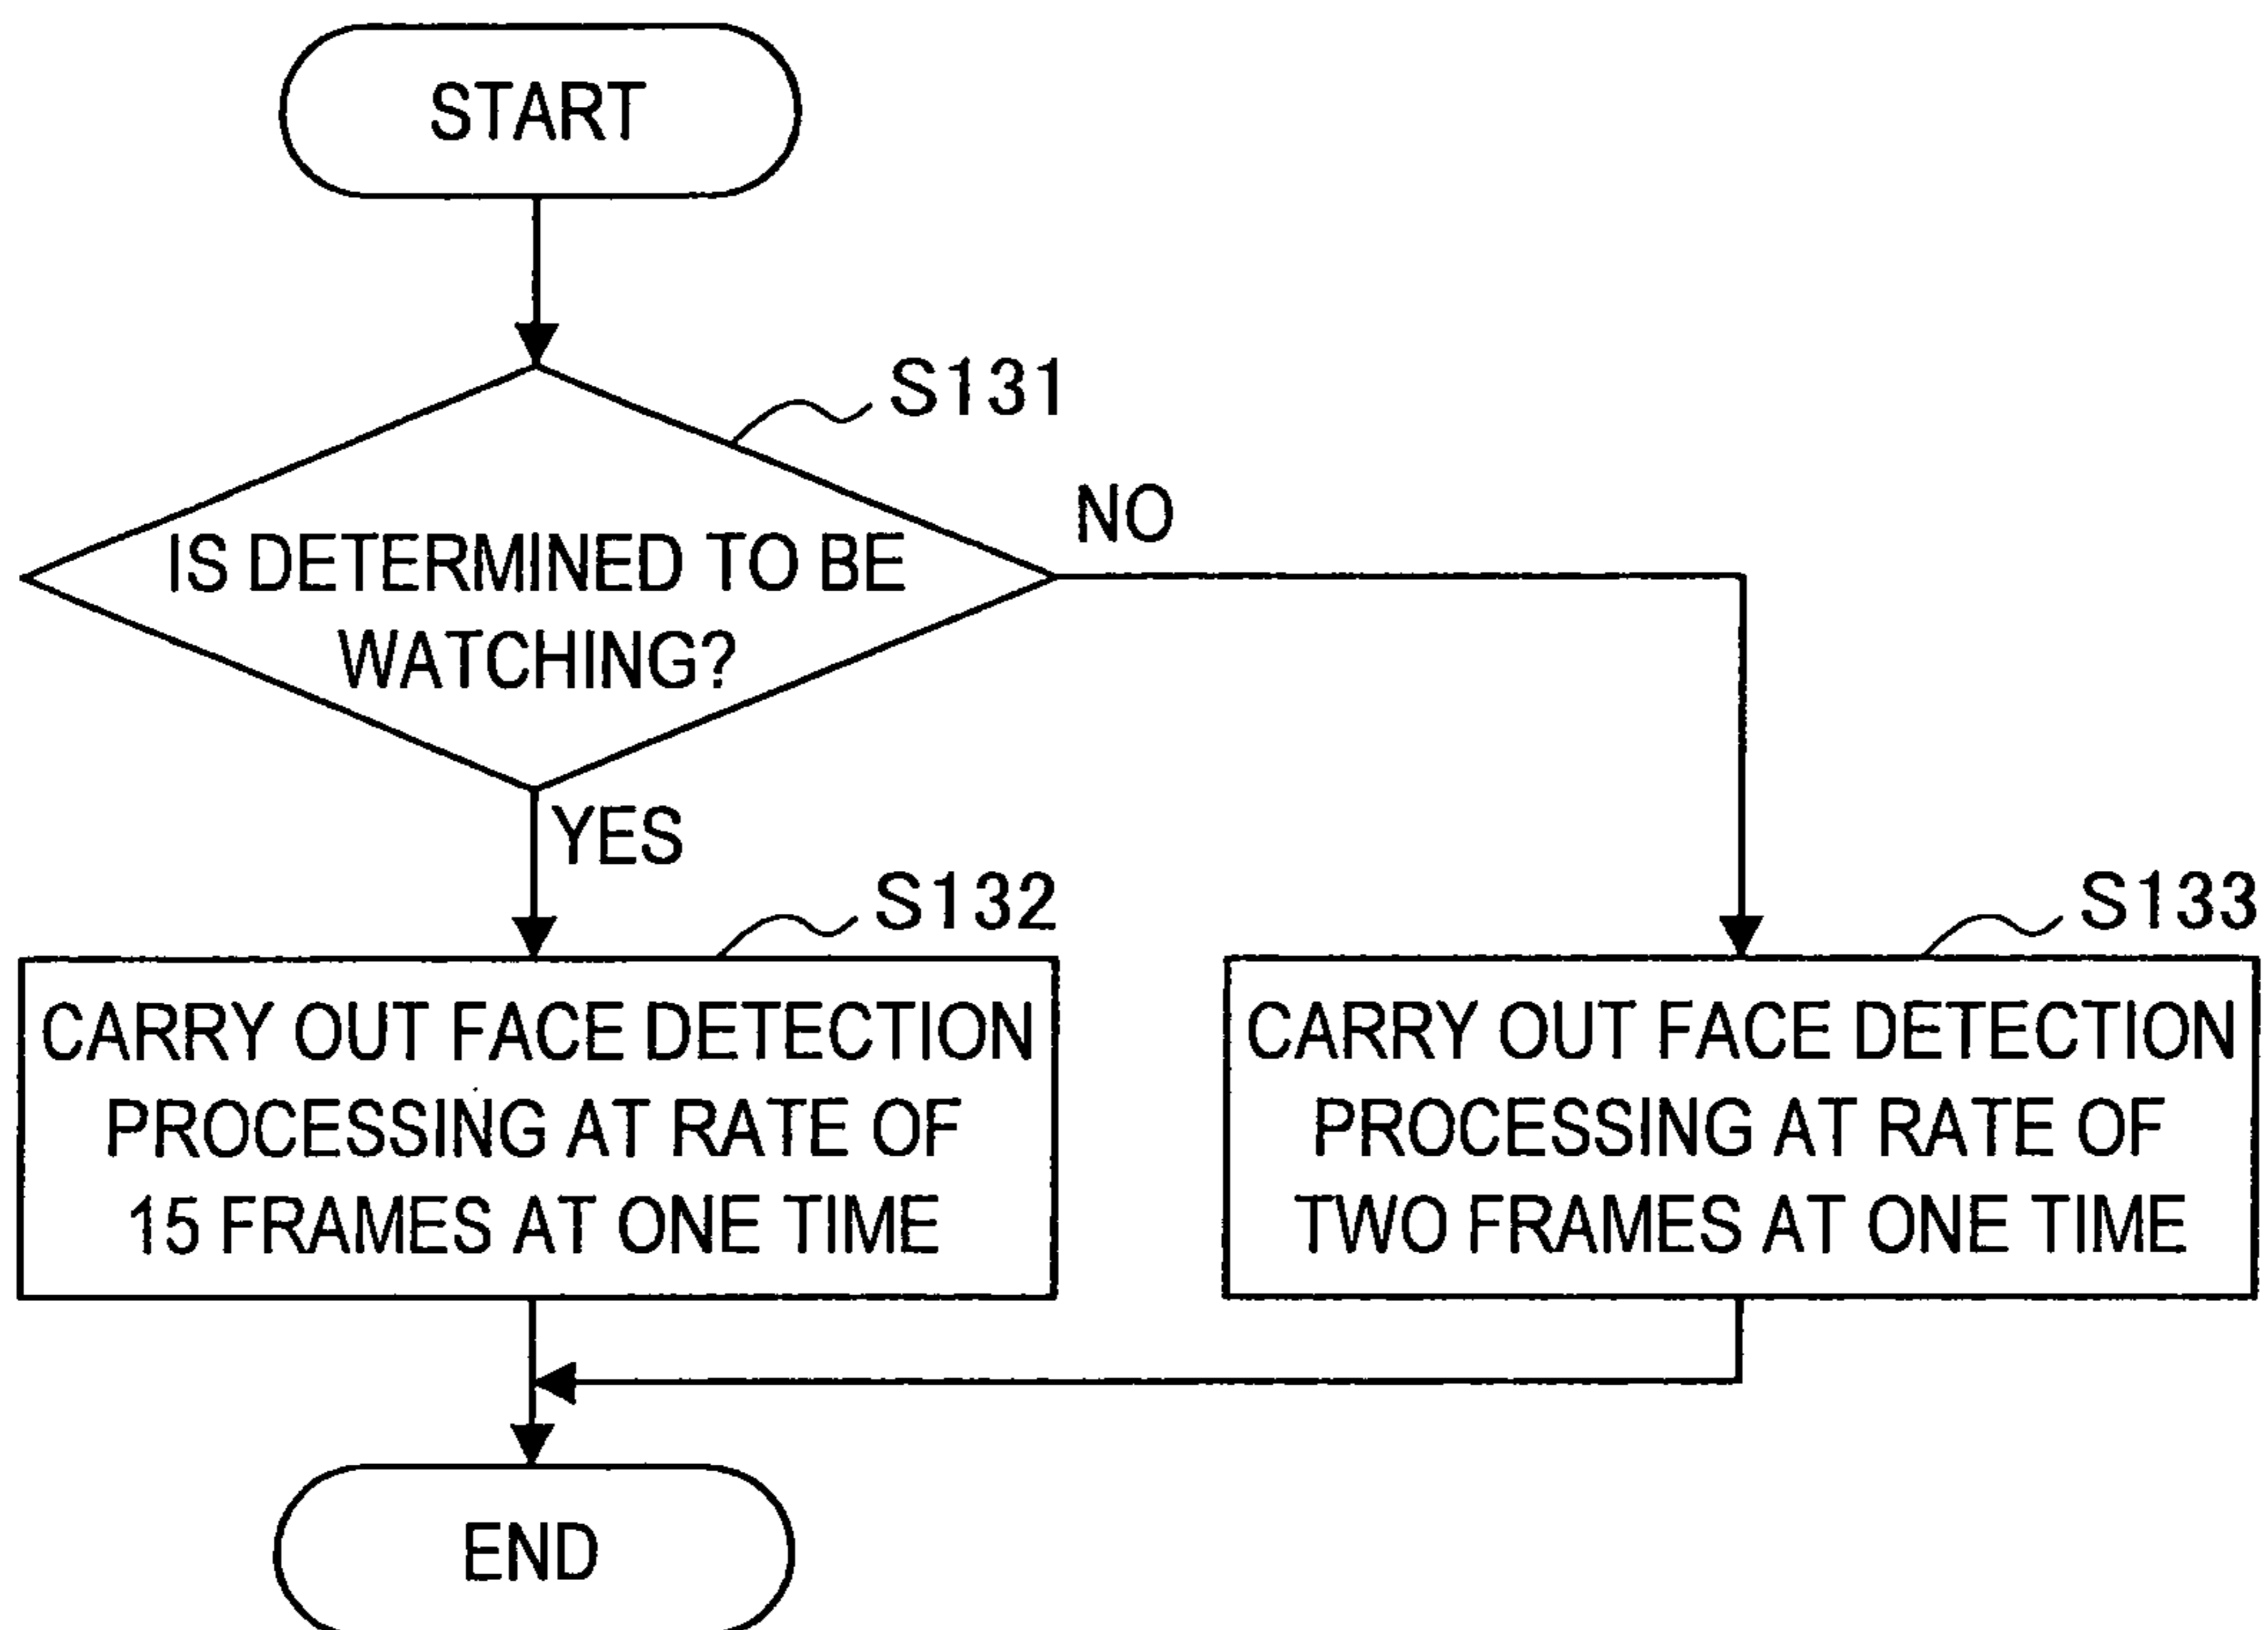 START
S131
IS DETERMINED TO BE
WATCHING?
NO
YES
S132
CARRY OUT FACE DETECTION
PROCESSING AT RATE OF
15 FRAMES AT ONE TIME
S133
CARRY OUT FACE DETECTION
PROCESSING AT RATE OF
TWO FRAMES AT ONE TIME
END